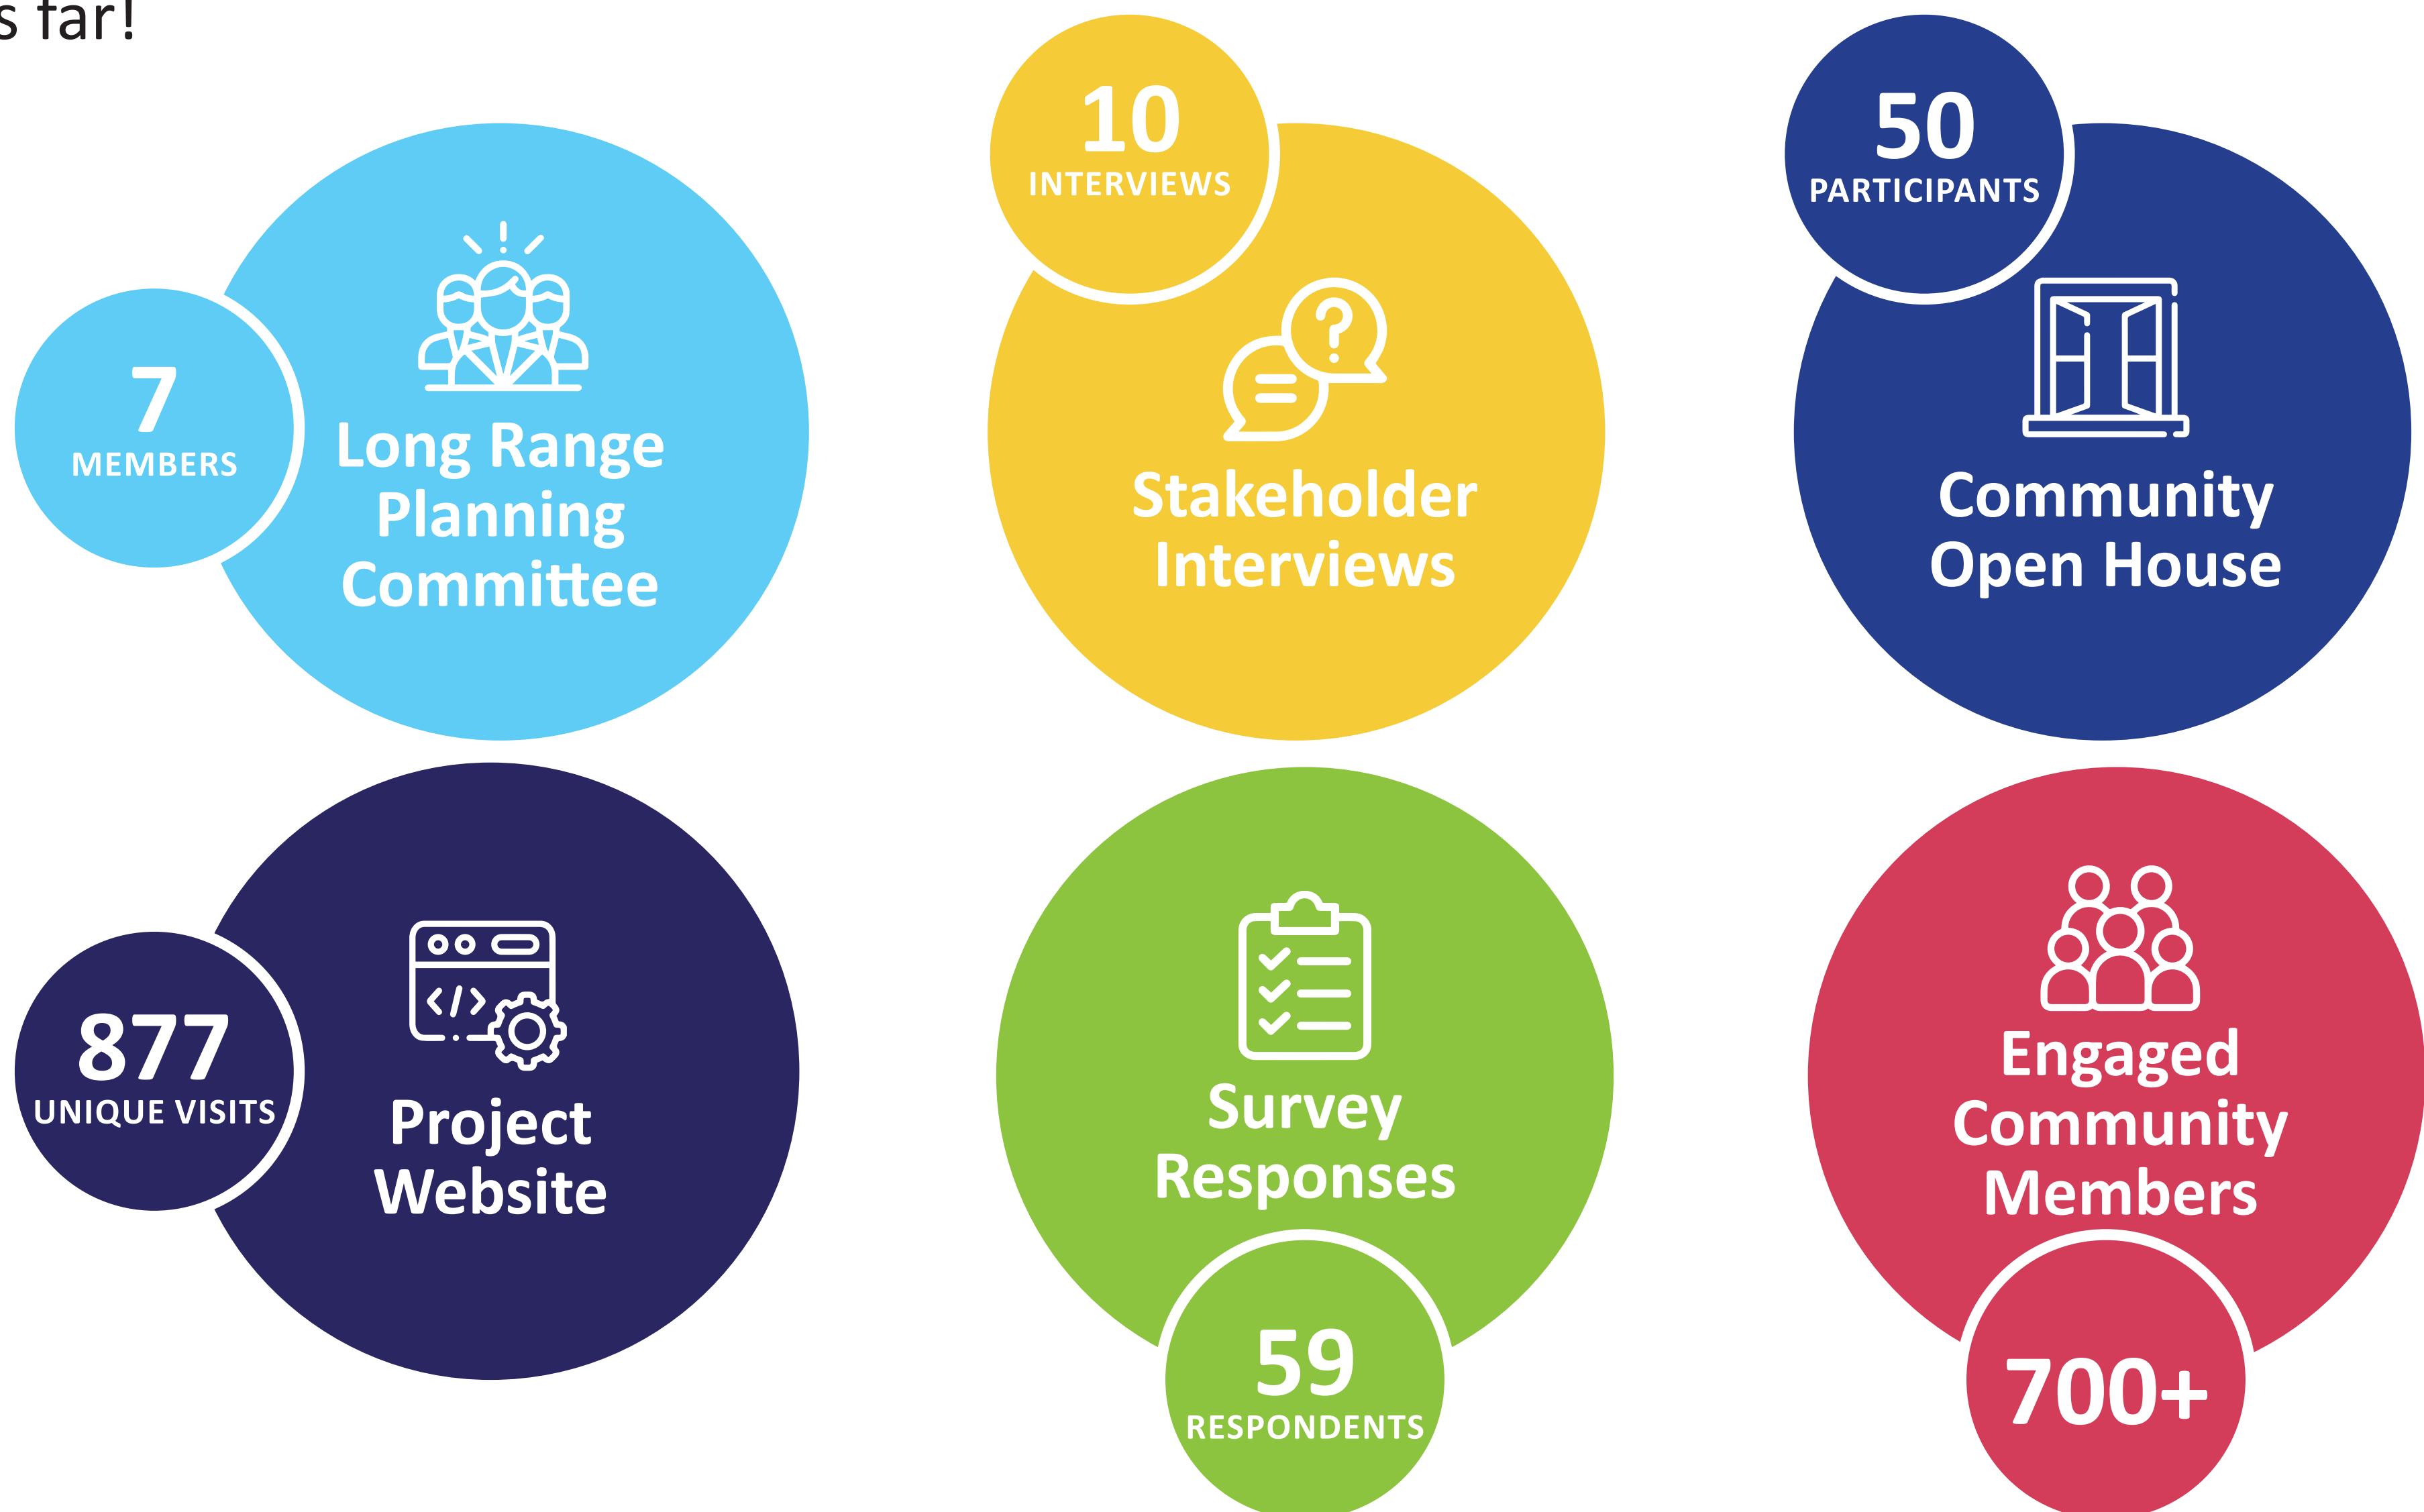 s far!
7
MEMBERS
Long Range
Planning
Committee
10
INTERVIEWS
Stakeholder
Interviews
50
PARTICIPANTS
Community
Open House
877
UNIQUE VISITS
Project
Website
Survey
Responses
59
RESPONDENTS
Engaged
Community
Members
700+